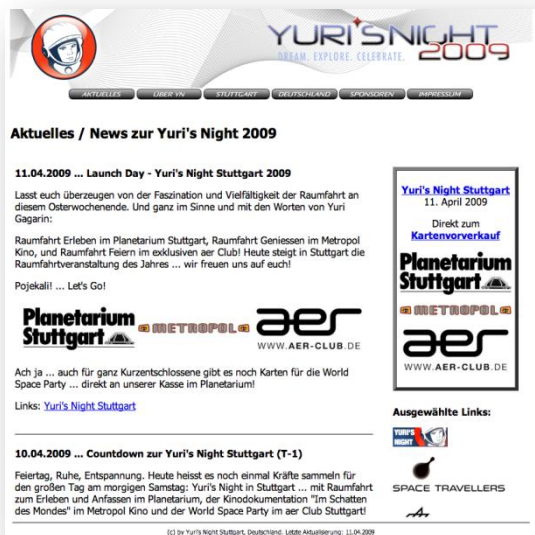 YURI'SNIGHT
2009
DREAM. EXPLORE. CELEBRATE.
AKTUELLES
ÜBER YN
STUTTGART
DEUTSCHLAND
SPONSOREN
IMPRESSUM
Aktuelles / News zur Yuri's Night 2009
11.04.2009 ... Launch Day - Yuri's Night Stuttgart 2009
Lasst euch überzeugen von der Faszination und Vielfältigkeit der Raumfahrt an
diesem Osterwochenende. Und ganz im Sinne und mit den Worten von Yuri
Gagarin:
Raumfahrt Erleben im Planetarium Stuttgart, Raumfahrt Geniessen im Metropol
Kino, und Raumfahrt Feiern im exklusiven aer Club! Heute steigt in Stuttgart die
Raumfahrtveranstaltung des Jahres ... wir freuen uns auf euch!
Pojekali! ... Let's Go!
Planetarium
Stuttgart
METROPOL
aer
WWW.AER-CLUB.DE
Ach ja ... auch für ganz Kurzentschlossene gibt es noch Karten für die World
Space Party ... direkt an unserer Kasse im Planetarium!
Links: Yuri's Night Stuttgart
10.04.2009 ... Countdown zur Yuri's Night Stuttgart (T-1)
Feiertag, Ruhe, Entspannung. Heute heisst es noch einmal Kräfte sammeln für
den großen Tag am morgigen Samstag: Yuri's Night in Stuttgart ... mit Raumfahrt
zum Erleben und Anfassen im Planetarium, der Kinodokumentation "Im Schatten
des Mondes" im Metropol Kino und der World Space Party im aer Club Stuttgart!
Yuri's Night Stuttgart
11. April 2009
Direkt zum
Kartenvorverkauf
Planetarium
Stuttgart
METROPOL
aer
WWW.AER-CLUB.DE
Ausgewählte Links:
YURI'S
NIGHT
SPACE TRAVELLERS
(c) by Yuri's Night Stuttgart, Deutschland. Letzte Aktualisierung: 11.04.2009